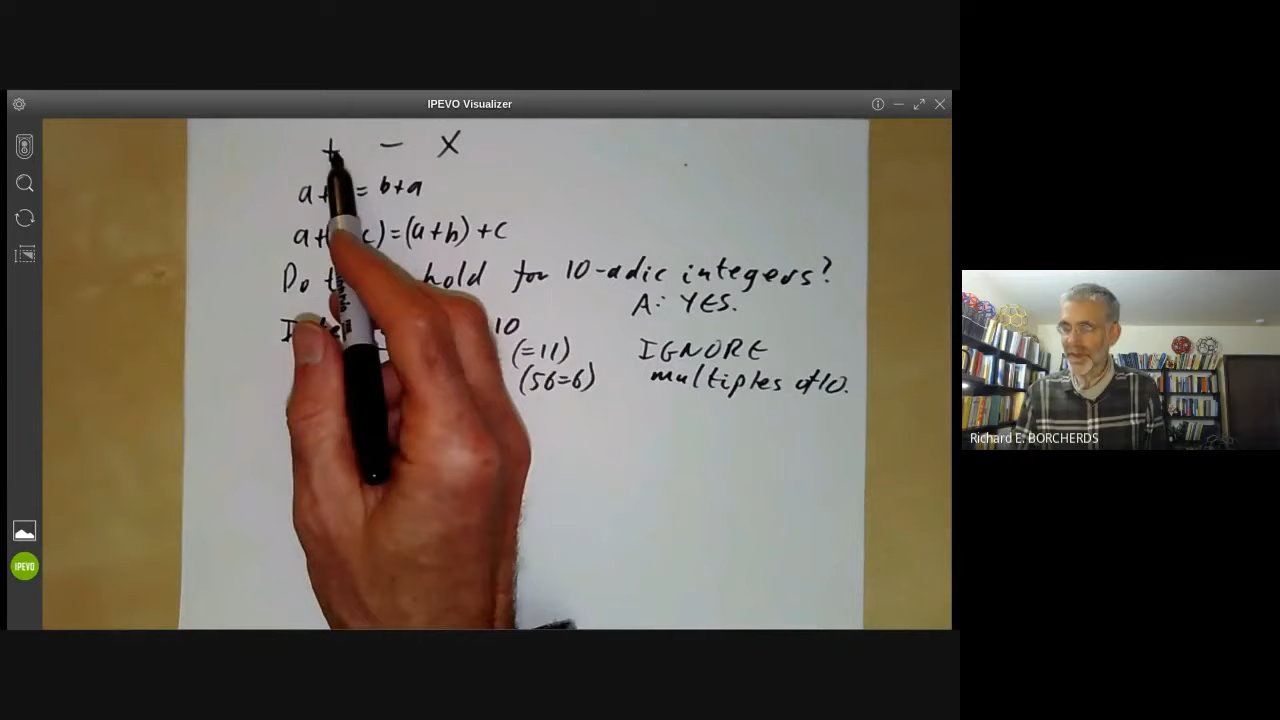 IPEVO Visualizer
+ − ×
a+ = b+a
a+( c)=(a+b)+c
Do hold for 10-adic integers?
A: YES.
10
(=11) IGNORE
(56=6) multiples of 10.
IPEVO
Richard E. BORCHERDS